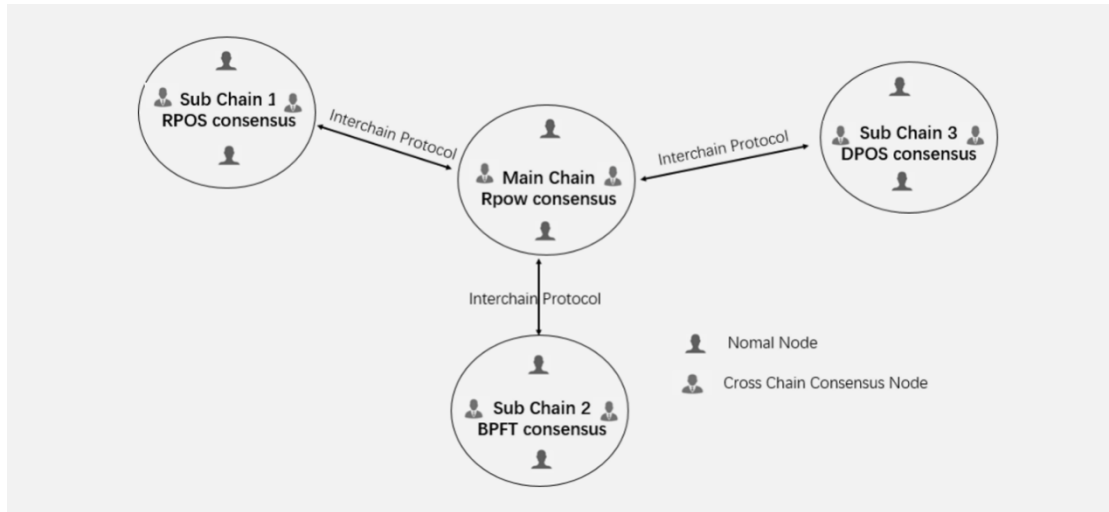 Sub Chain 1
RPOS consensus
Interchain Protocol
Main Chain
Rpow consensus
Interchain Protocol
Sub Chain 3
DPOS consensus
Interchain Protocol
Sub Chain 2
BPFT consensus
Nomal Node
Cross Chain Consensus Node